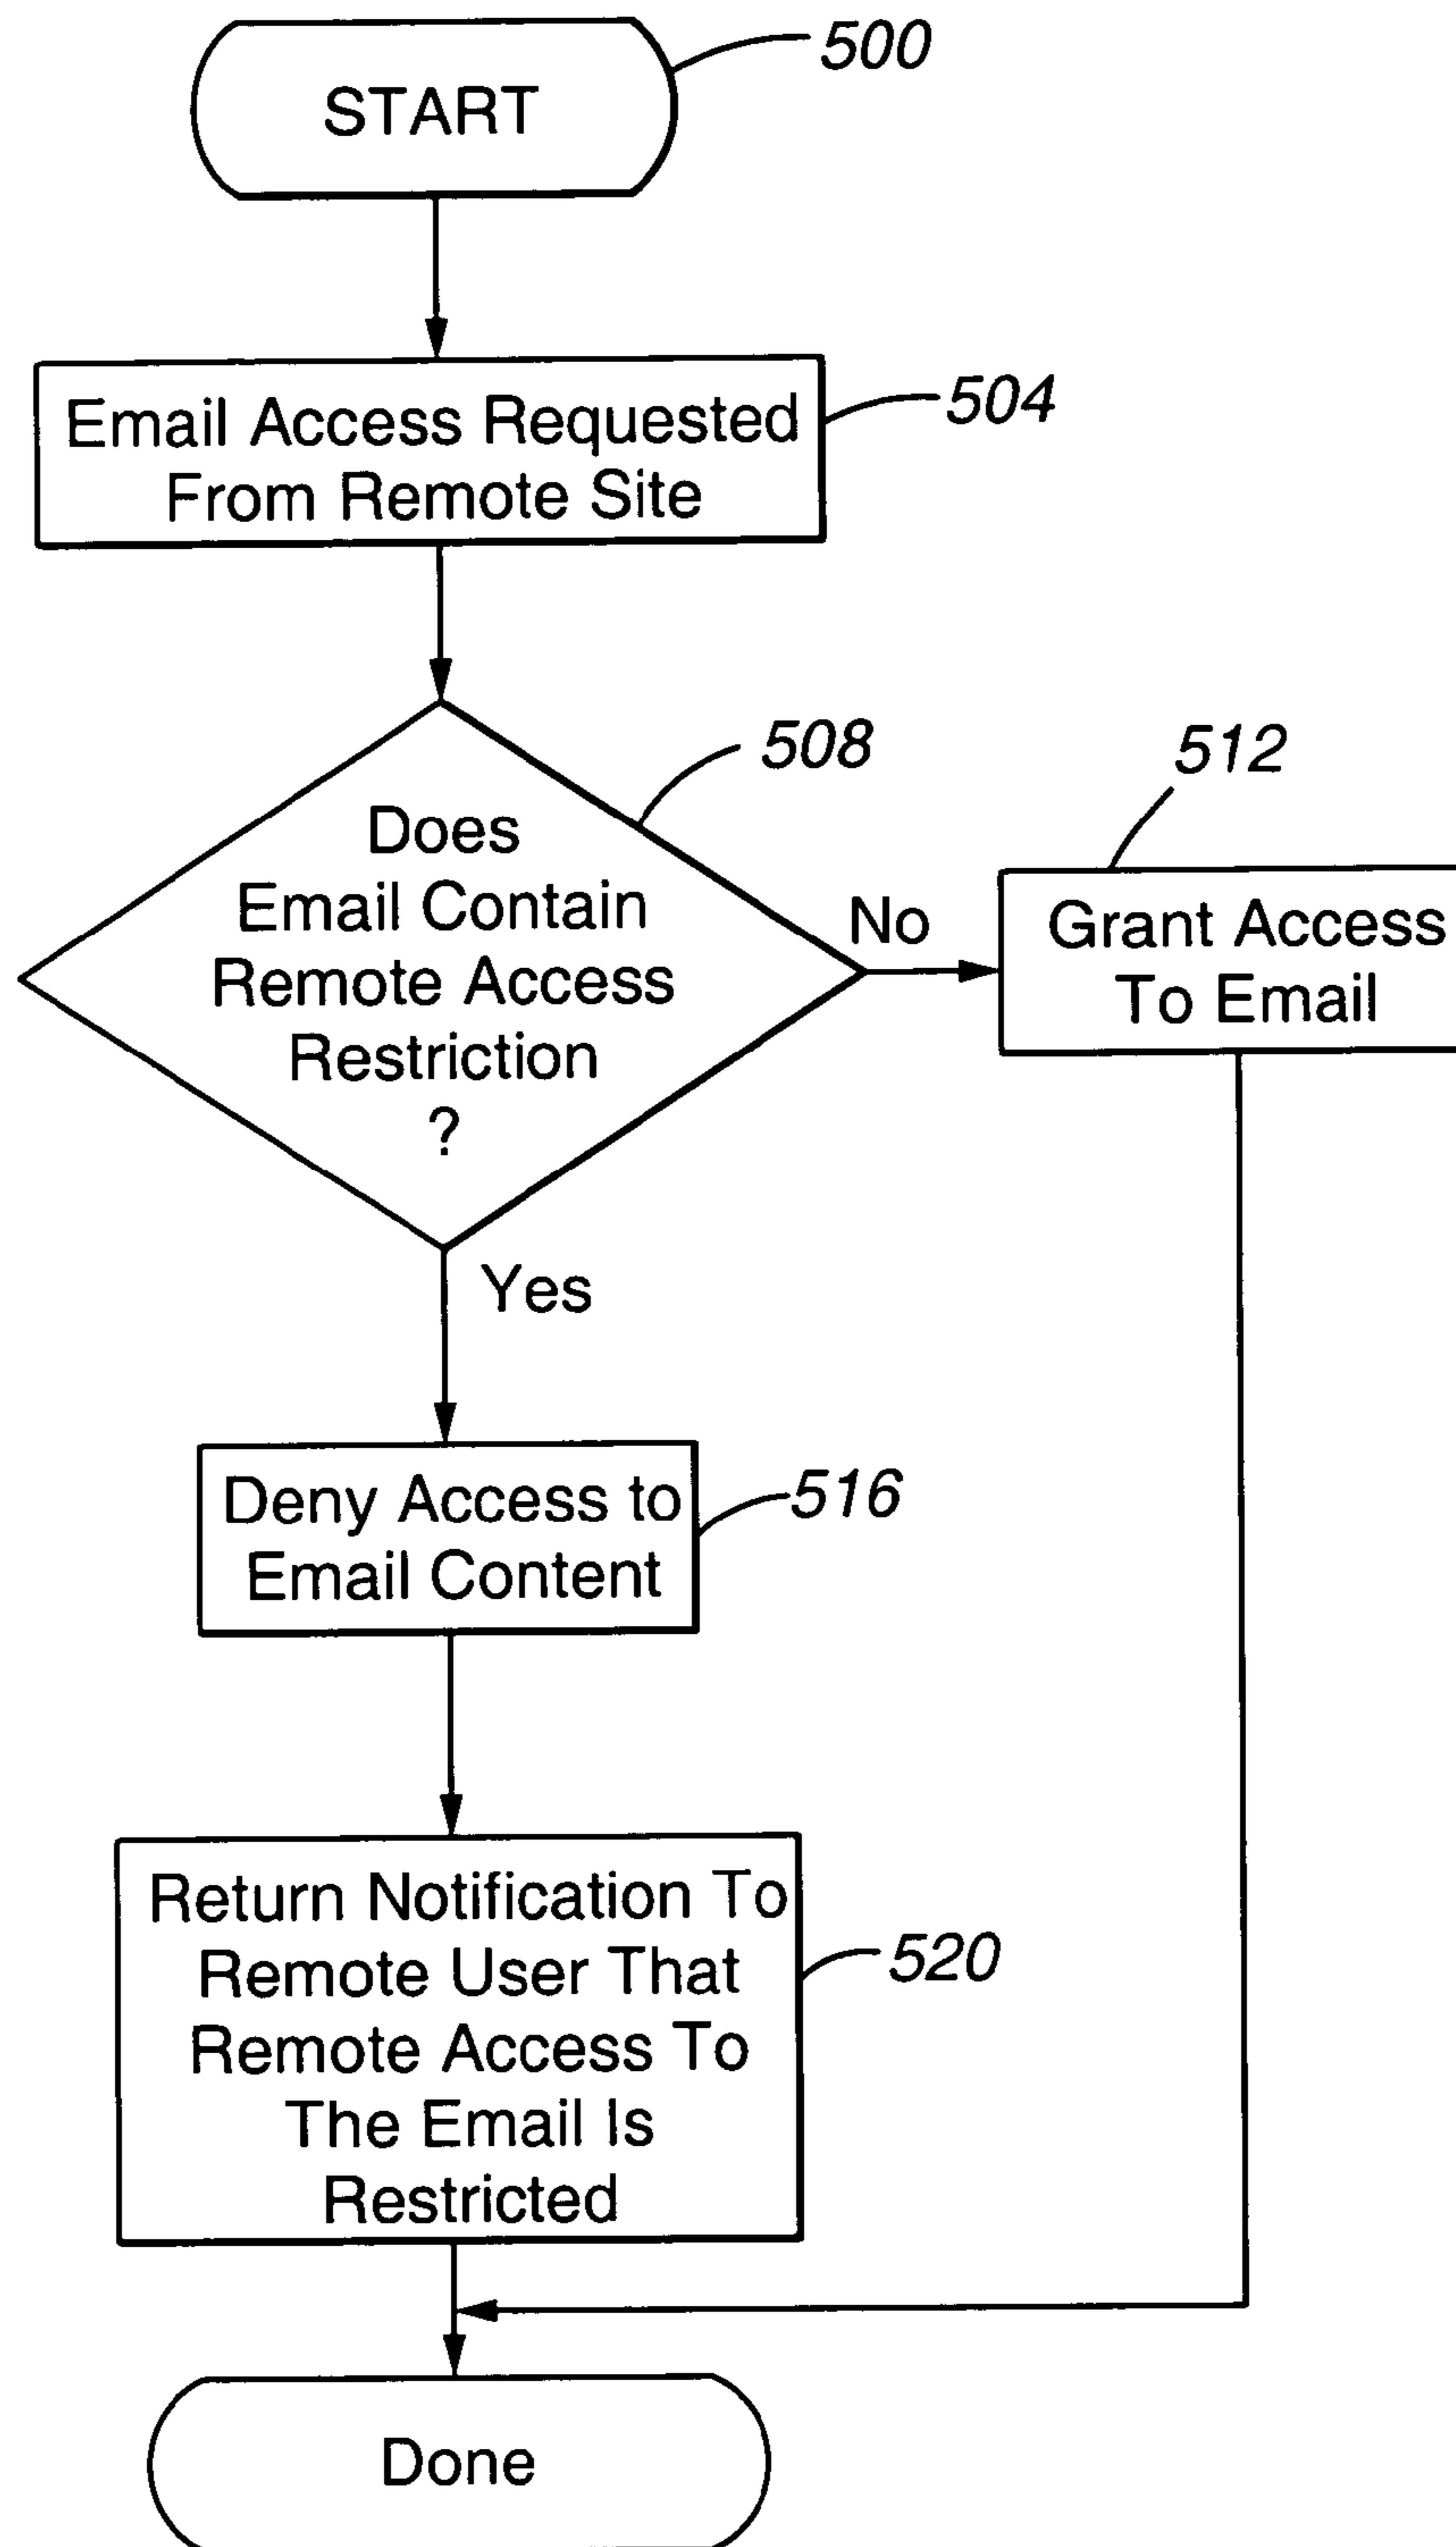 START
500
Email Access Requested
From Remote Site
504
Does
Email Contain
Remote Access
Restriction
?
508
No
512
Grant Access
To Email
Yes
Deny Access to
Email Content
516
Return Notification To
Remote User That
Remote Access To
The Email Is
Restricted
520
Done